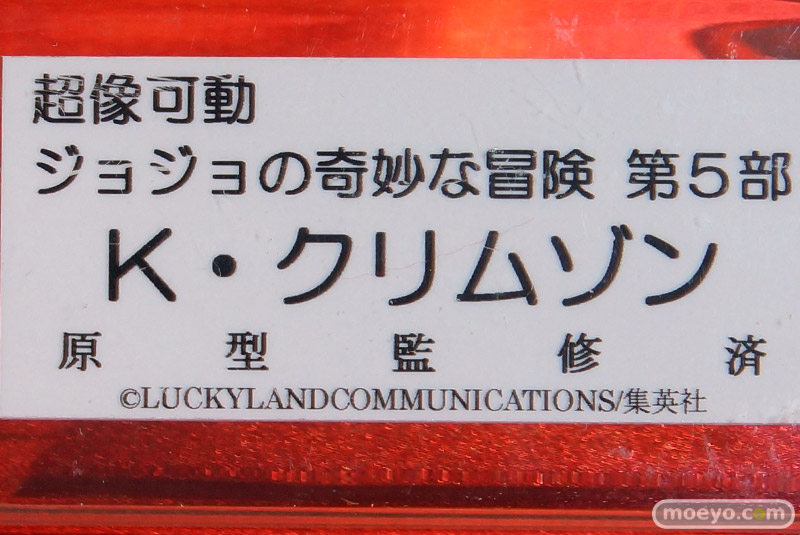 超像可動
ジョジョの奇妙な冒険 第5部
K・クリムゾン
原型監修済
©LUCKYLANDCOMMUNICATIONS/集英社
moeyo.com